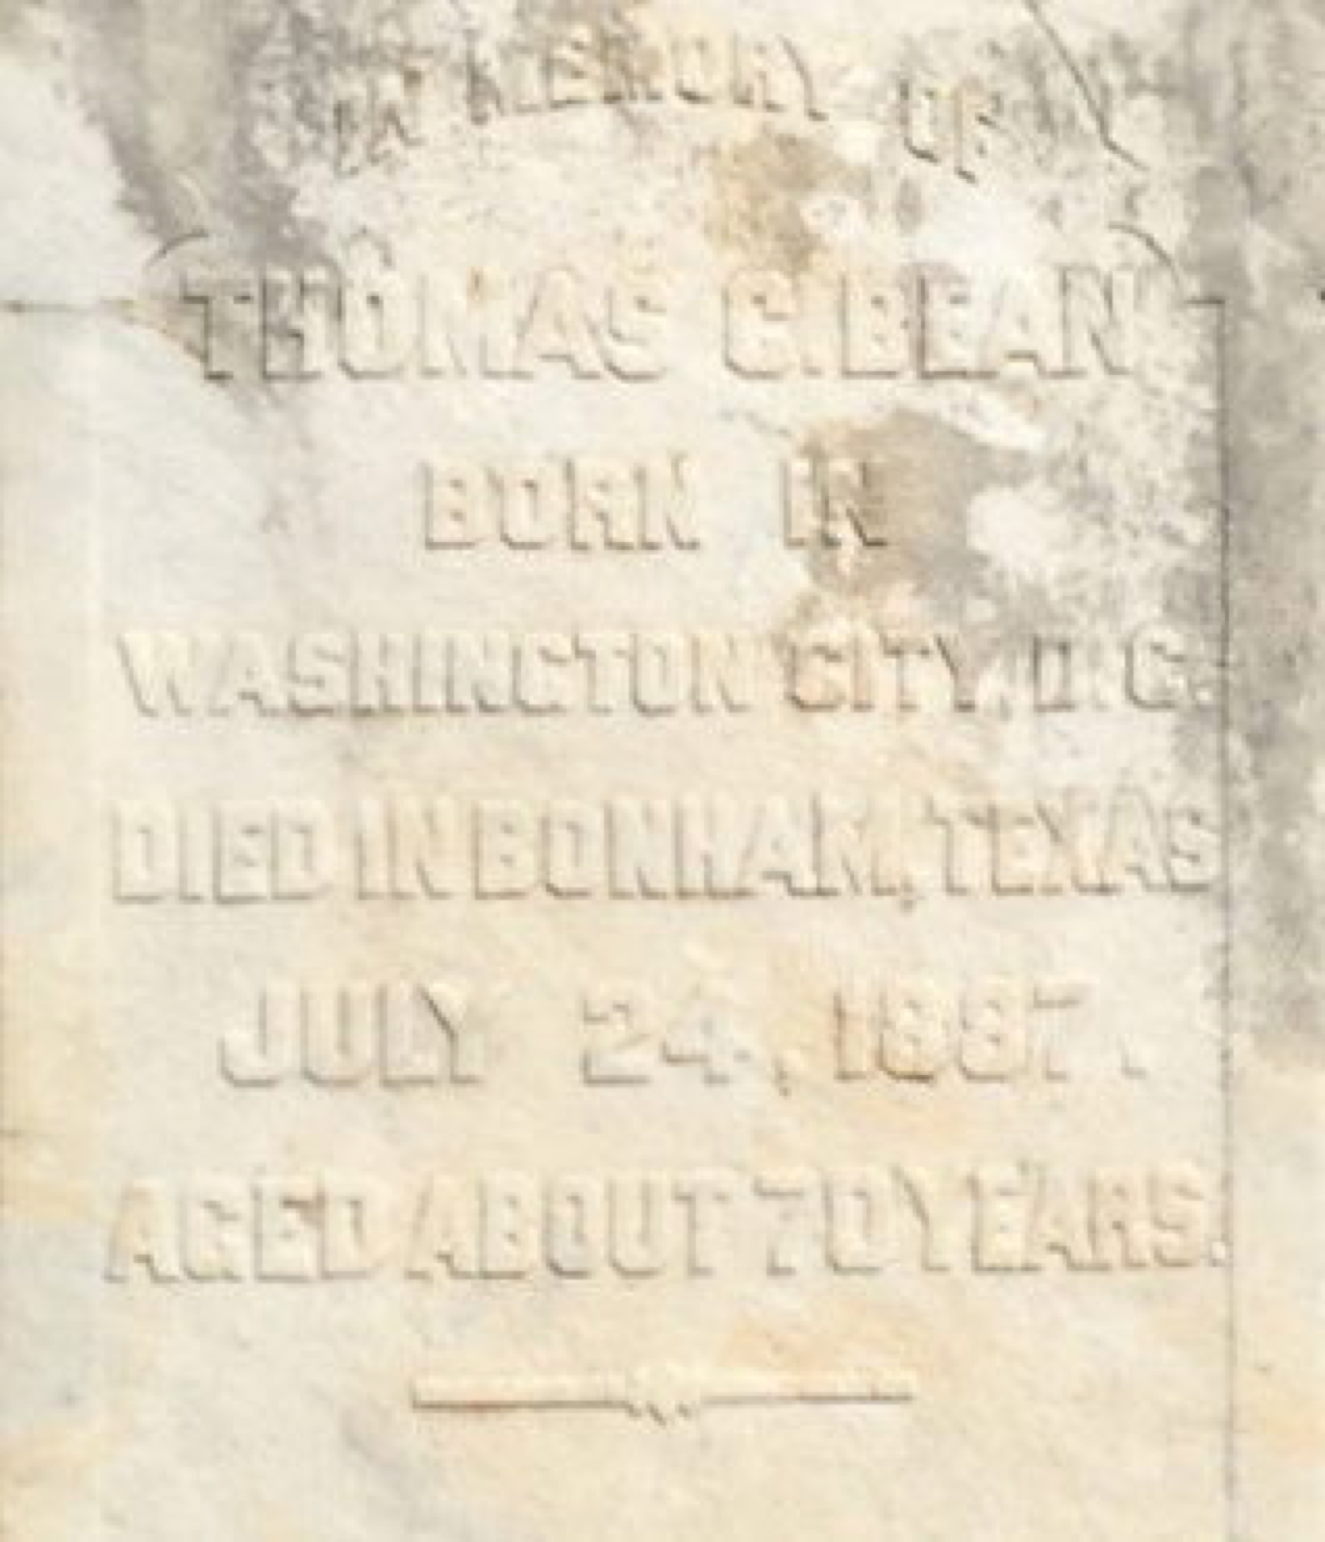 IN MEMORY OF
THOMAS C. BEAN
BORN IN
WASHINGTON CITY, D.C.
DIED IN BONHAM, TEXAS
JULY 24, 1887.
AGED ABOUT 70 YEARS.